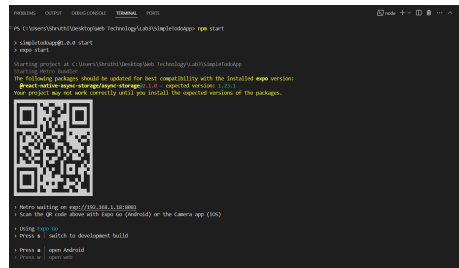 PROBLEMS OUTPUT DEBUG CONSOLE TERMINAL PORTS
node
PS C:\Users\Shruthi\Desktop\Web Technology\Lab3\SimpleTodoApp> npm start
> simpletodoapp@1.0.0 start
> expo start
Starting project at C:\Users\Shruthi\Desktop\Web Technology\Lab3\SimpleTodoApp
Starting Metro Bundler
The following packages should be updated for best compatibility with the installed expo version:
@react-native-async-storage/async-storage@2.1.0 - expected version: 1.23.1
Your project may not work correctly until you install the expected versions of the packages.
› Metro waiting on exp://192.168.1.18:8081
› Scan the QR code above with Expo Go (Android) or the Camera app (iOS)
› Using Expo Go
› Press s │ switch to development build
› Press a │ open Android
› Press w │ open web